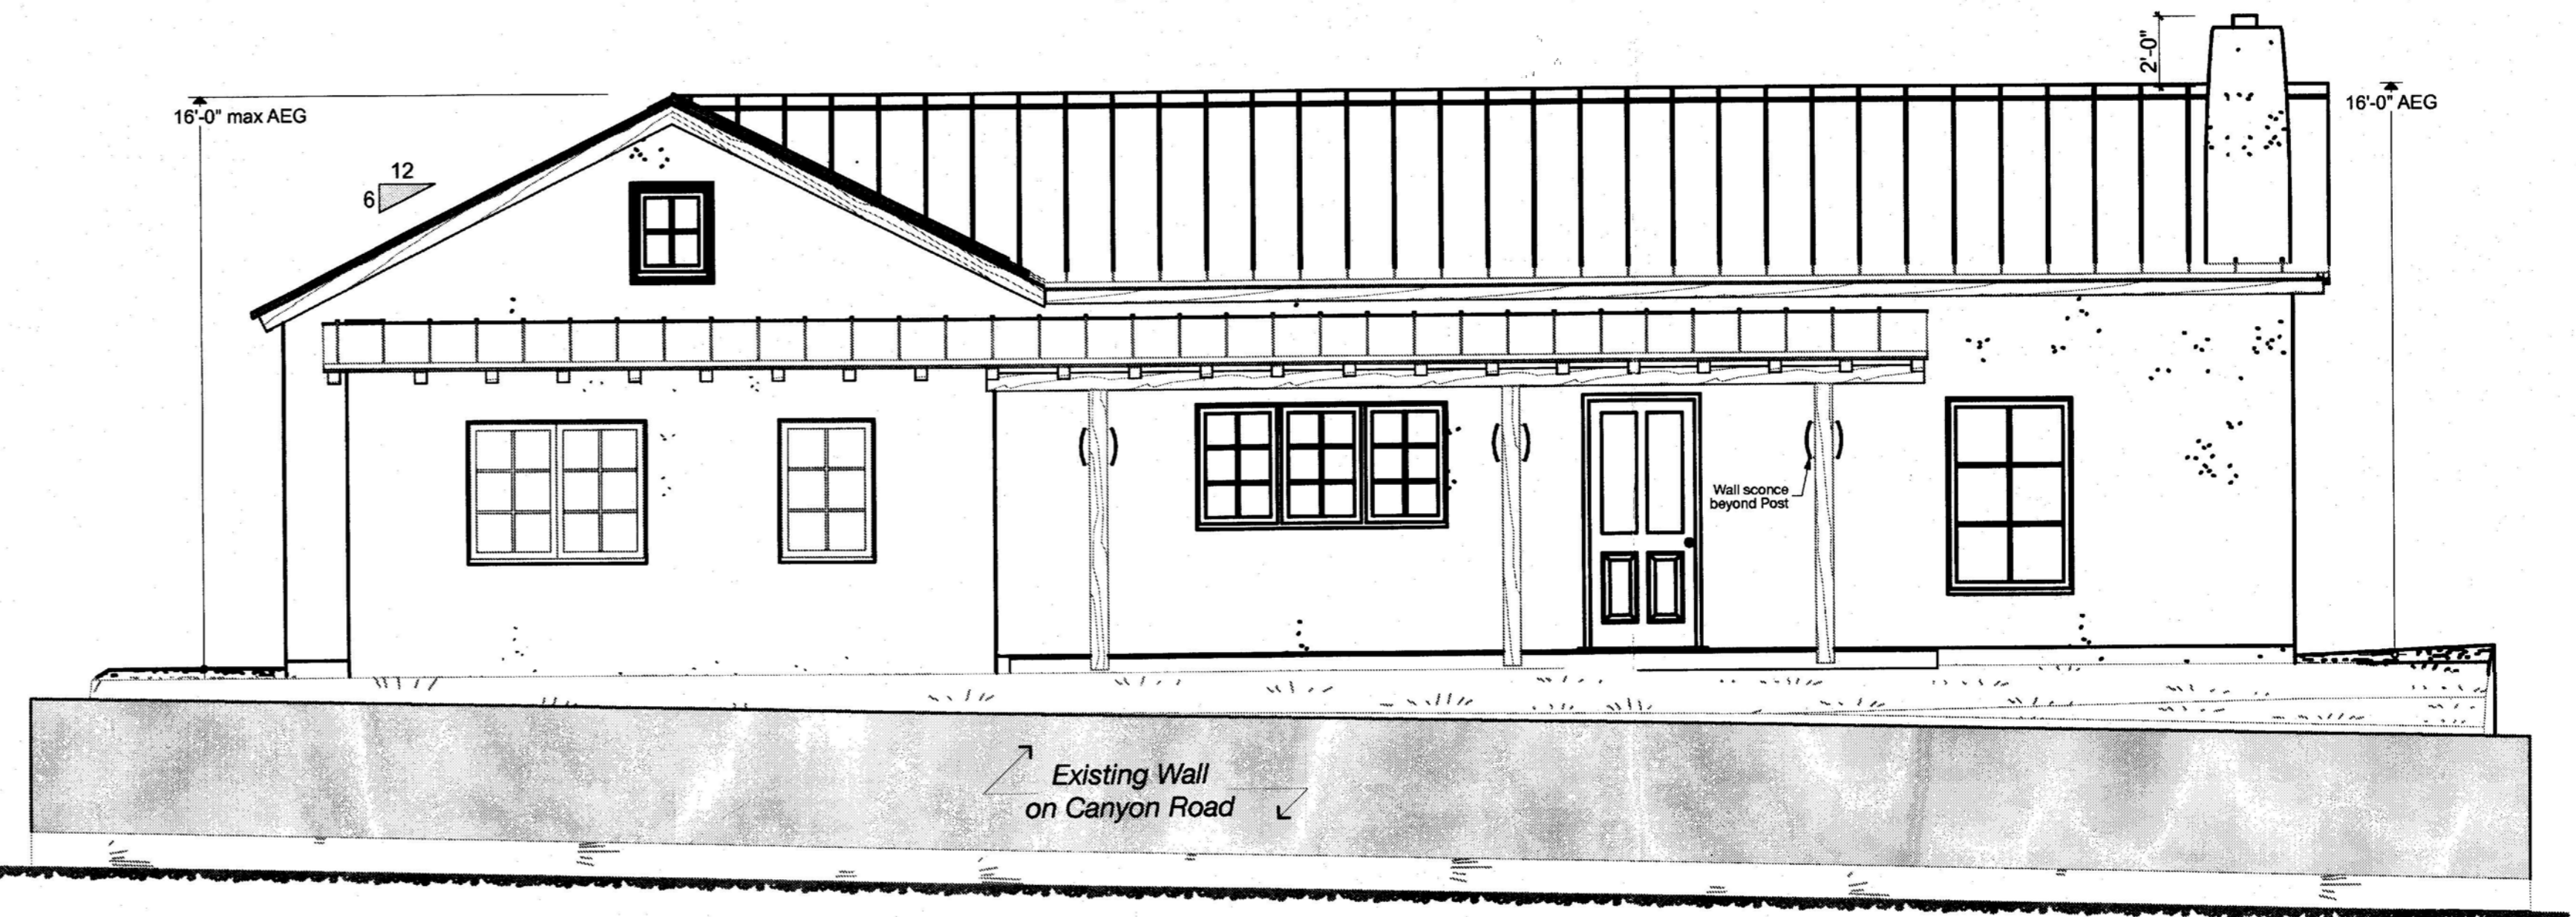 2'-0"
16'-0" max AEG
16'-0" AEG
12
6
Wall sconce
beyond Post
Existing Wall
on Canyon Road